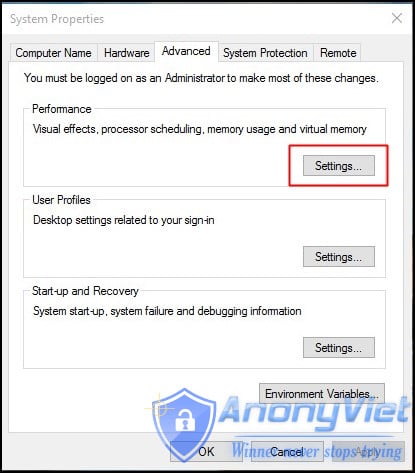 System Properties
Computer Name Hardware Advanced System Protection Remote
You must be logged on as an Administrator to make most of these changes.
Performance
Visual effects, processor scheduling, memory usage and virtual memory
Settings...
User Profiles
Desktop settings related to your sign-in
Settings...
Start-up and Recovery
System start-up, system failure and debugging information
Settings...
Environment Variables...
AnonyViet
Winner never stops trying
OK Cancel Apply